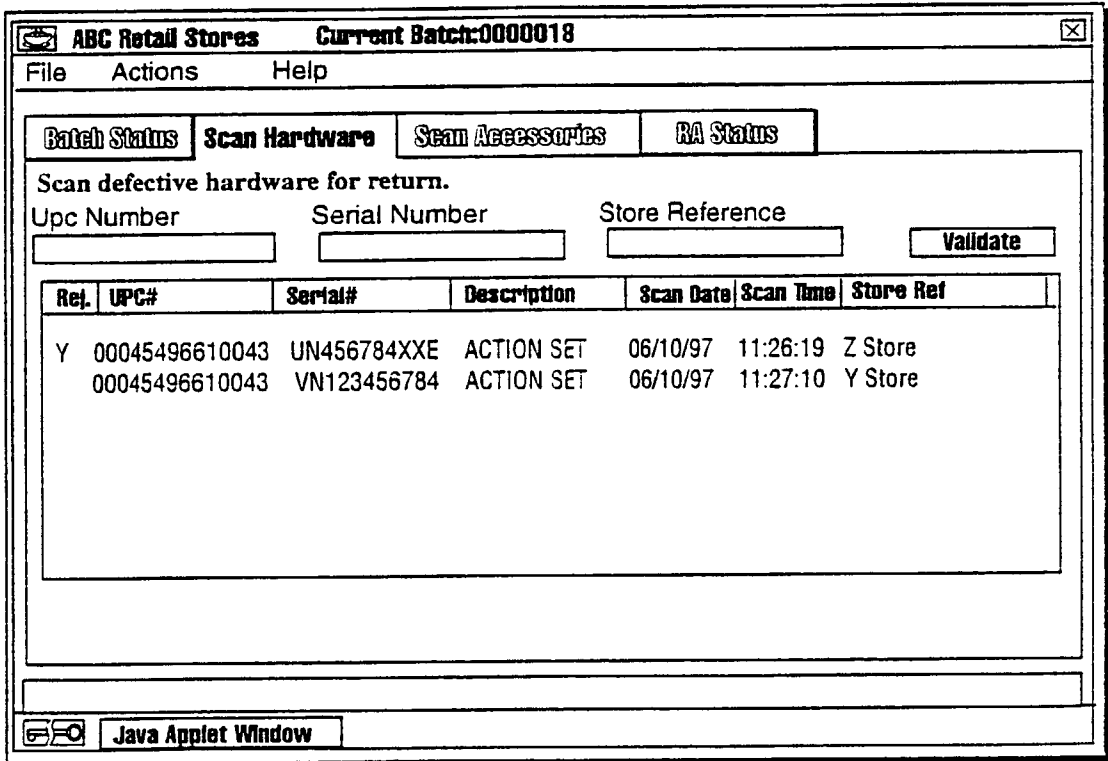 ABC Retail Stores Current Batch:0000018
File Actions Help
Batch Status Scan Hardware Scan Accessories RA Status
Scan defective hardware for return.
Upc Number Serial Number Store Reference
Validate
Rej. UPC# Serial# Description Scan Date Scan Time Store Ref
Y 00045496610043 UN456784XXE ACTION SET 06/10/97 11:26:19 Z Store
00045496610043 VN123456784 ACTION SET 06/10/97 11:27:10 Y Store
Java Applet Window